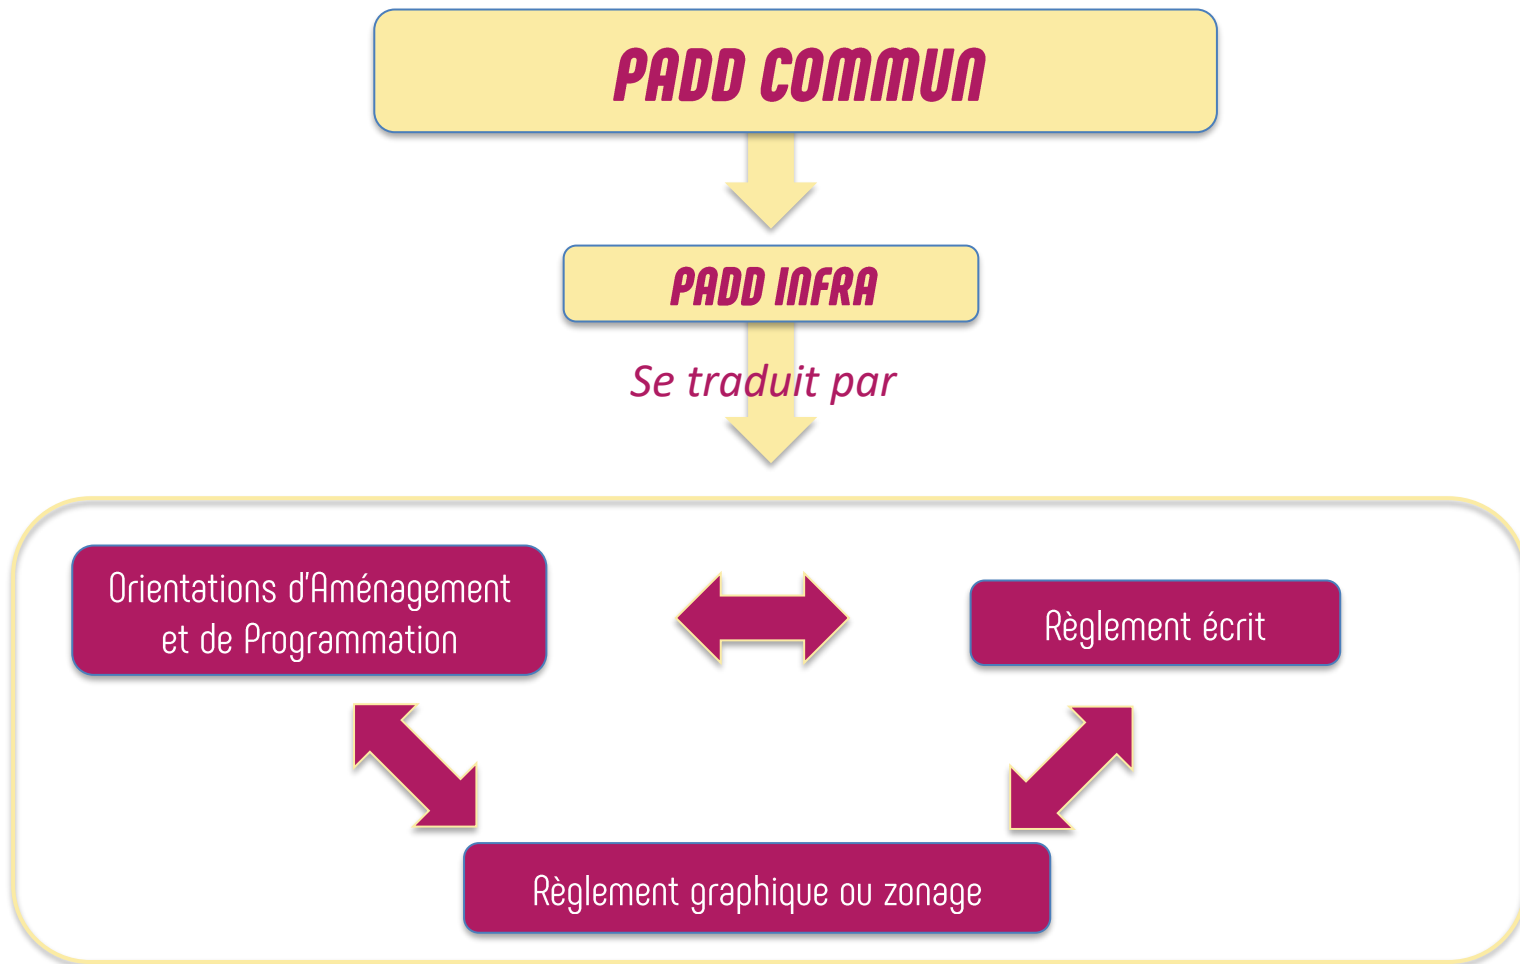 PADD COMMUN
PADD INFRA
Se traduit par
Orientations d'Aménagement
et de Programmation
Règlement écrit
Règlement graphique ou zonage